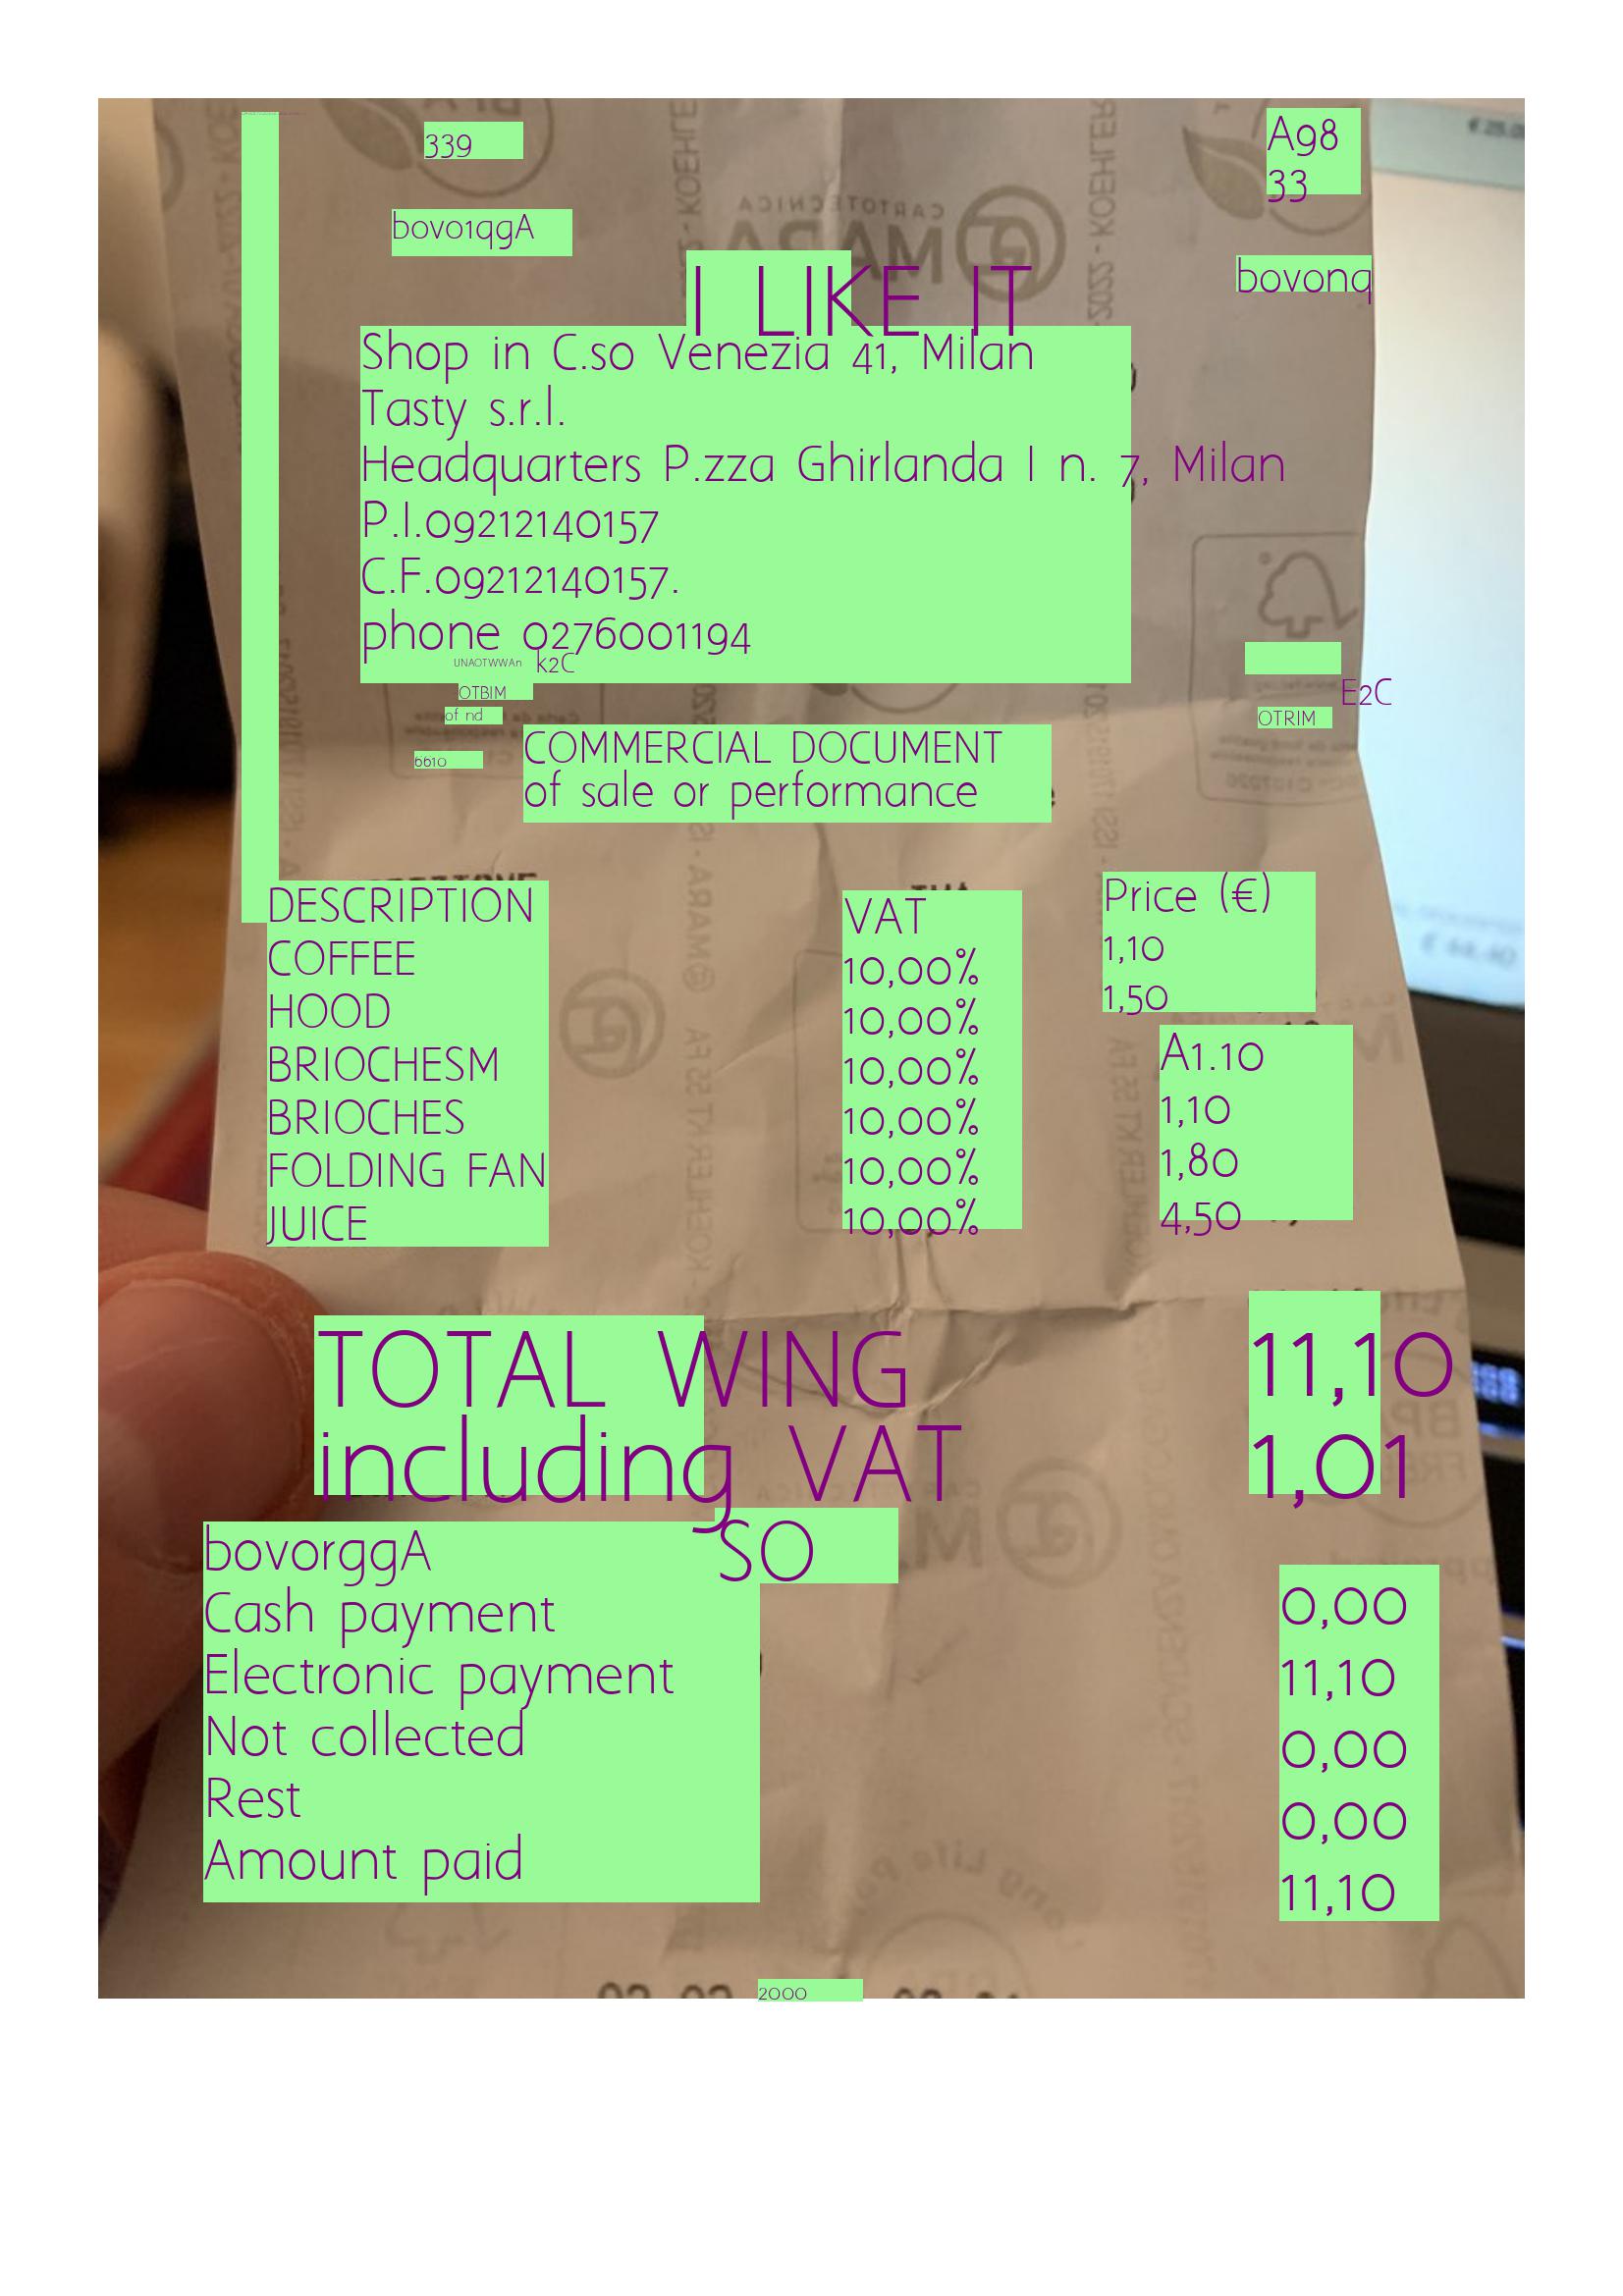 339
A98
33
bovo1qgA
CARTOTECNICA
MARA
bovonq
I LIKE IT
Shop in C.so Venezia 41, Milan
Tasty s.r.l.
Headquarters P.zza Ghirlanda I n. 7, Milan
P.I.09212140157
C.F.09212140157.
phone 0276001194
UNAOTWWAn k2C
OTBIM
E2C
of nd
OTRIM
6610
COMMERCIAL DOCUMENT
of sale or performance
DESCRIPTION VAT Price (€)
COFFEE 10,00% 1,10
HOOD 10,00% 1,50
BRIOCHESM 10,00% A1.10
BRIOCHES 10,00% 1,10
FOLDING FAN 10,00% 1,80
JUICE 10,00% 4,50
TOTAL WING 11,10
including VAT 1,01
bovorggA SO
Cash payment 0,00
Electronic payment 11,10
Not collected 0,00
Rest 0,00
Amount paid 11,10
2000